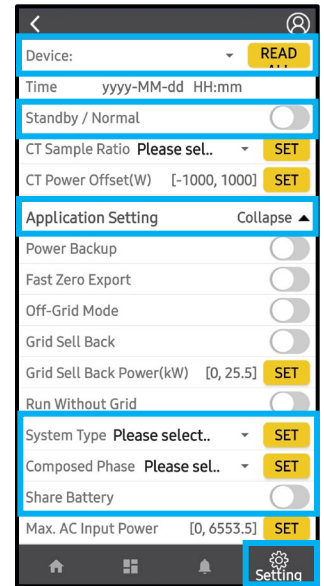 Device: READ
Time yyyy-MM-dd HH:mm
Standby / Normal
CT Sample Ratio Please sel.. SET
CT Power Offset(W) [-1000, 1000] SET
Application Setting Collapse
Power Backup
Fast Zero Export
Off-Grid Mode
Grid Sell Back
Grid Sell Back Power(kW) [0, 25.5] SET
Run Without Grid
System Type Please select.. SET
Composed Phase Please sel.. SET
Share Battery
Max. AC Input Power [0, 6553.5] SET
Setting